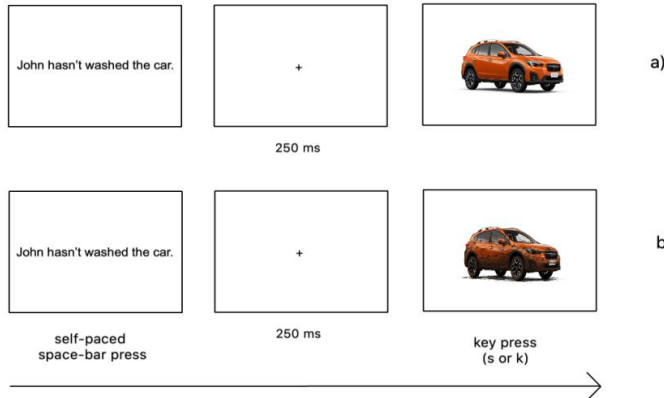 John hasn't washed the car.
+
a)
250 ms
John hasn't washed the car.
+
b
250 ms
self-paced
space-bar press
key press
(s or k)